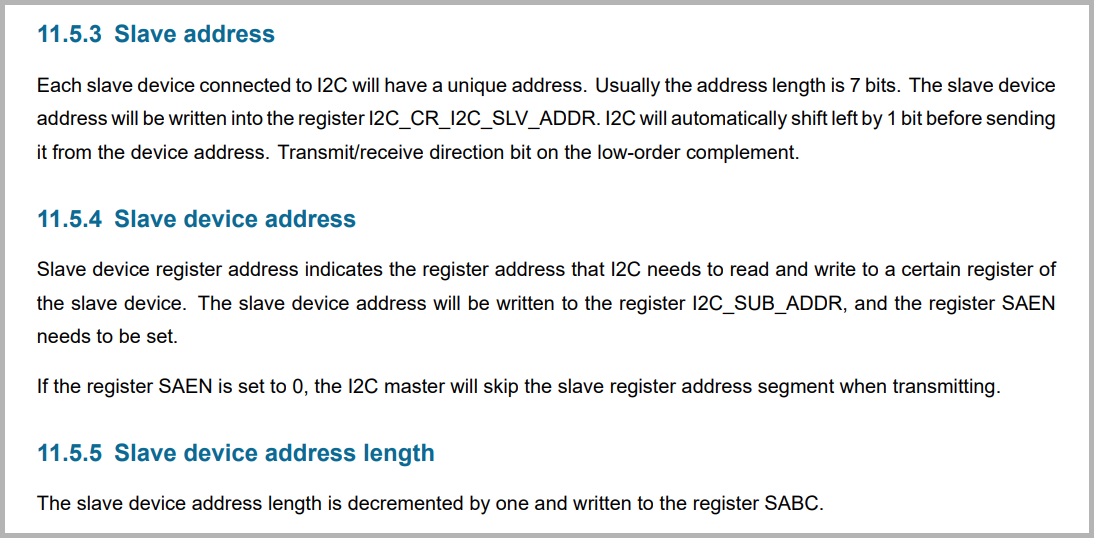 11.5.3 Slave address
Each slave device connected to I2C will have a unique address. Usually the address length is 7 bits. The slave device
address will be written into the register I2C_CR_I2C_SLV_ADDR. I2C will automatically shift left by 1 bit before sending
it from the device address. Transmit/receive direction bit on the low-order complement.
11.5.4 Slave device address
Slave device register address indicates the register address that I2C needs to read and write to a certain register of
the slave device. The slave device address will be written to the register I2C_SUB_ADDR, and the register SAEN
needs to be set.
If the register SAEN is set to 0, the I2C master will skip the slave register address segment when transmitting.
11.5.5 Slave device address length
The slave device address length is decremented by one and written to the register SABC.